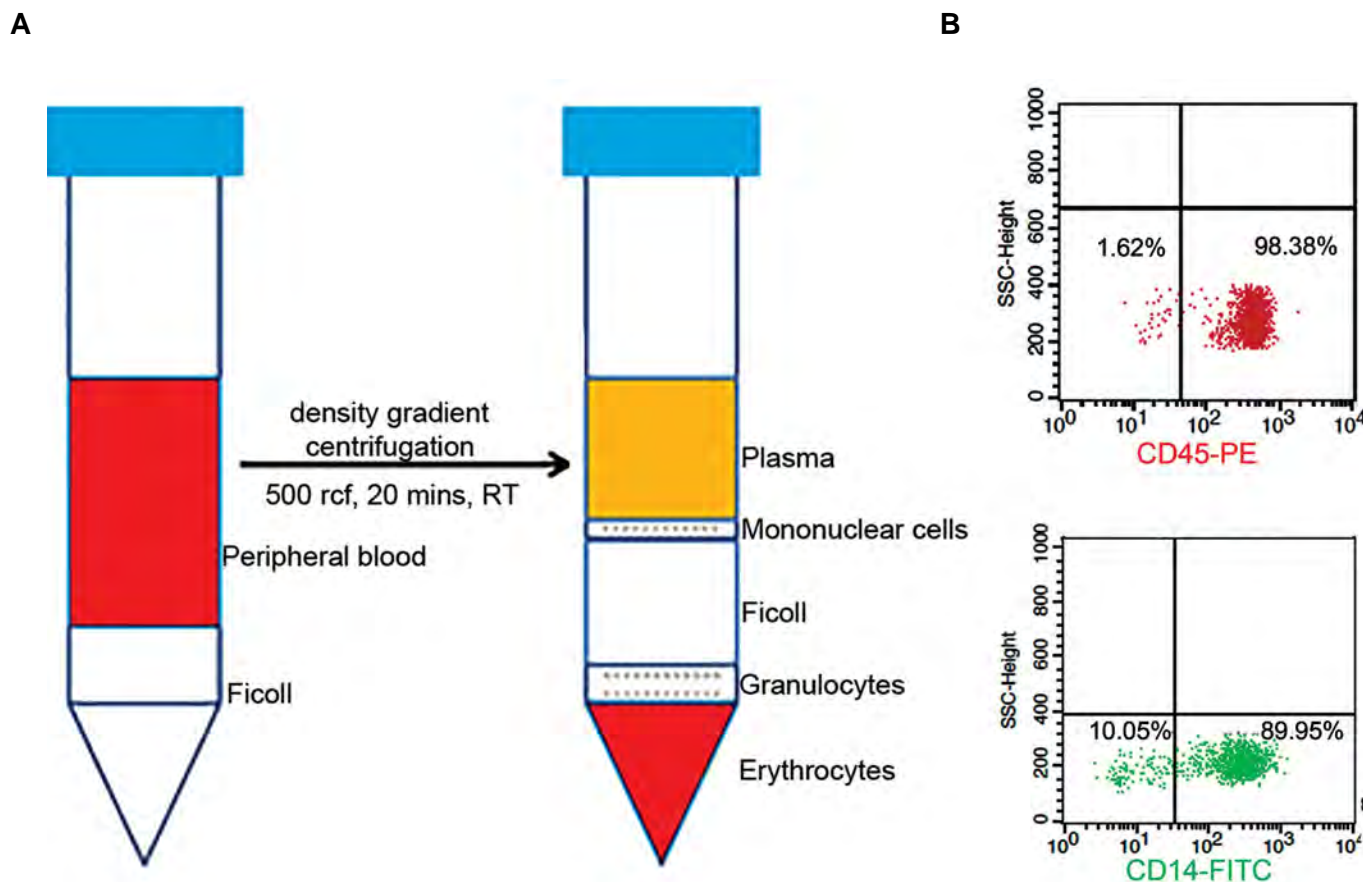 A
density gradient
centrifugation
500 rcf, 20 mins, RT
Peripheral blood
Ficoll
Plasma
Mononuclear cells
Ficoll
Granulocytes
Erythrocytes
B
SSC-Height
1000
800
600
400
200
0
1.62%
98.38%
10⁰ 10¹ 10² 10³ 10⁴
CD45-PE
SSC-Height
1000
800
600
400
200
0
10.05%
89.95%
10⁰ 10¹ 10² 10³
CD14-FITC